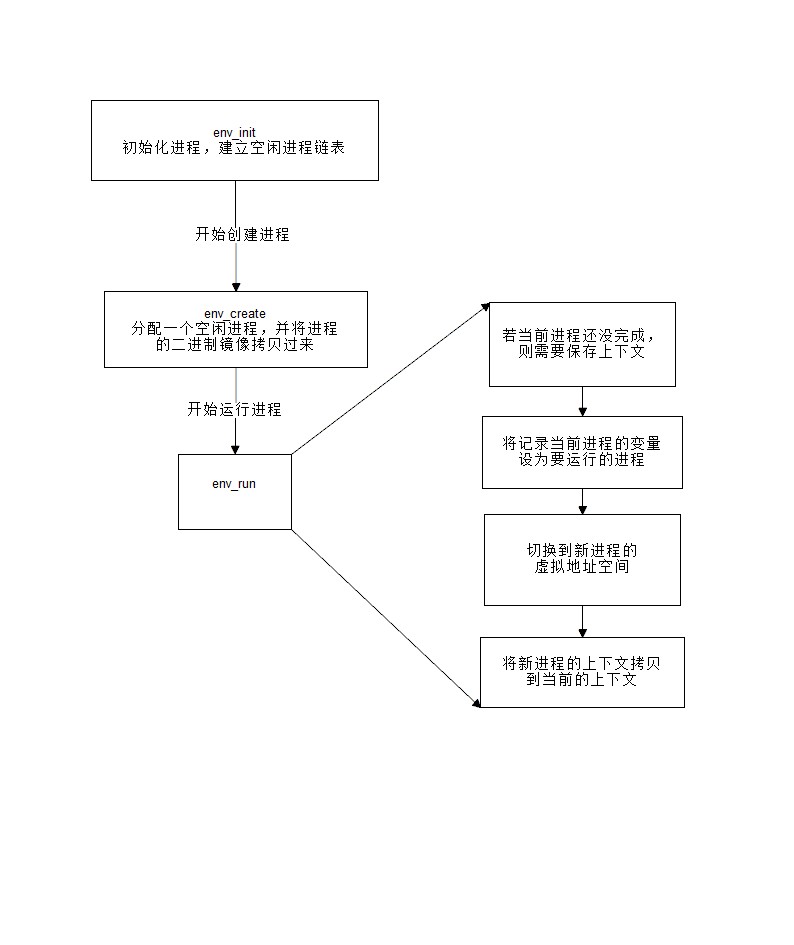 env_init
初始化进程，建立空闲进程链表
开始创建进程
env_create
分配一个空闲进程，并将进程
的二进制镜像拷贝过来
开始运行进程
env_run
若当前进程还没完成，
则需要保存上下文
将记录当前进程的变量
设为要运行的进程
切换到新进程的
虚拟地址空间
将新进程的上下文拷贝
到当前的上下文